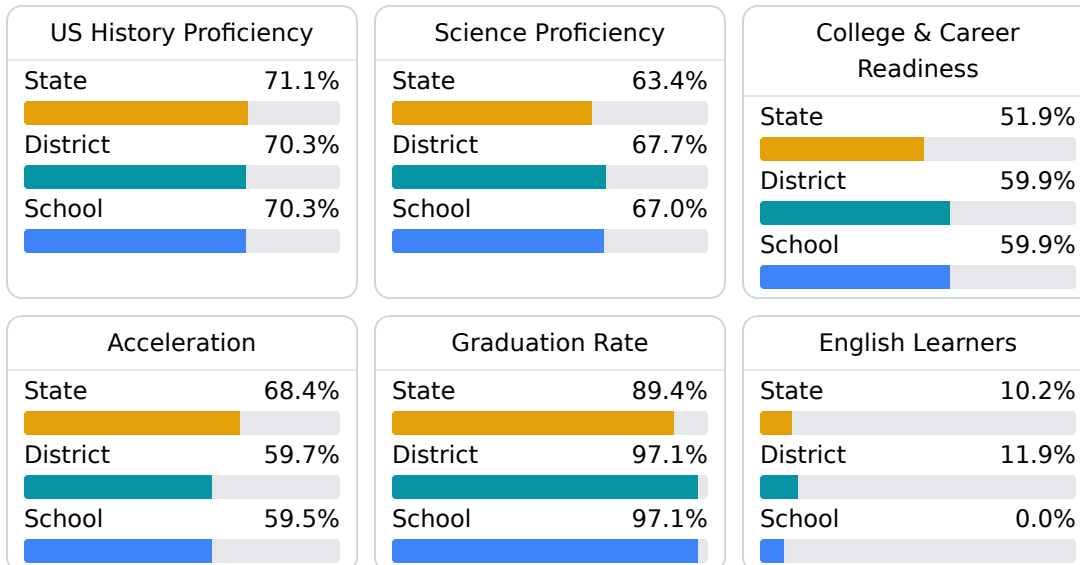 US History Proficiency
State 71.1%
District 70.3%
School 70.3%
Science Proficiency
State 63.4%
District 67.7%
School 67.0%
College & Career
Readiness
State 51.9%
District 59.9%
School 59.9%
Acceleration
State 68.4%
District 59.7%
School 59.5%
Graduation Rate
State 89.4%
District 97.1%
School 97.1%
English Learners
State 10.2%
District 11.9%
School 0.0%